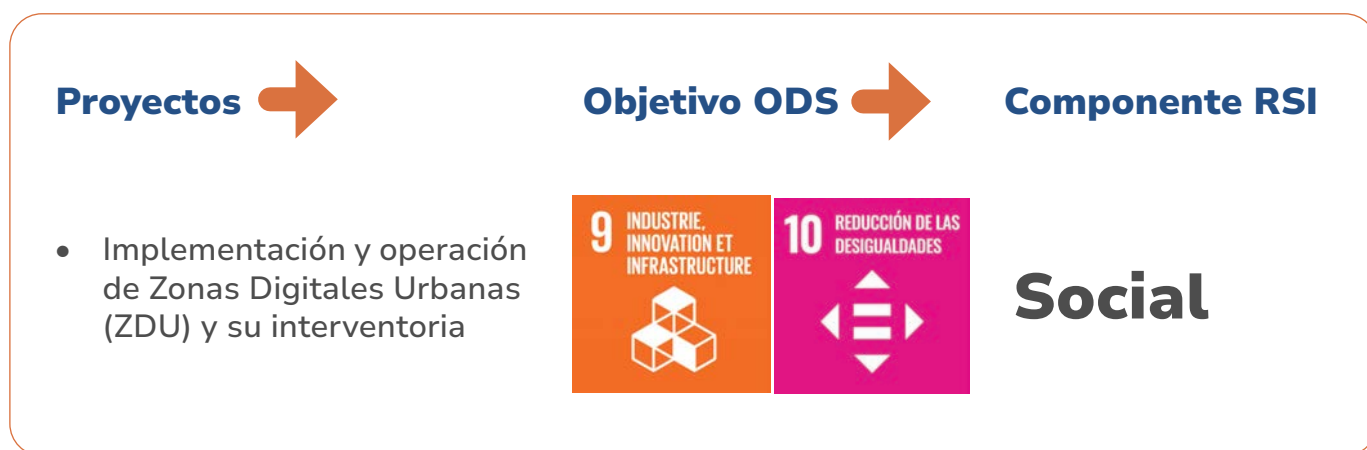 Proyectos
Objetivo ODS
Componente RSI
• Implementación y operación
de Zonas Digitales Urbanas
(ZDU) y su interventoria
9 INDUSTRIE,
INNOVATION ET
INFRASTRUCTURE
10 REDUCCIÓN DE LAS
DESIGUALDADES
Social